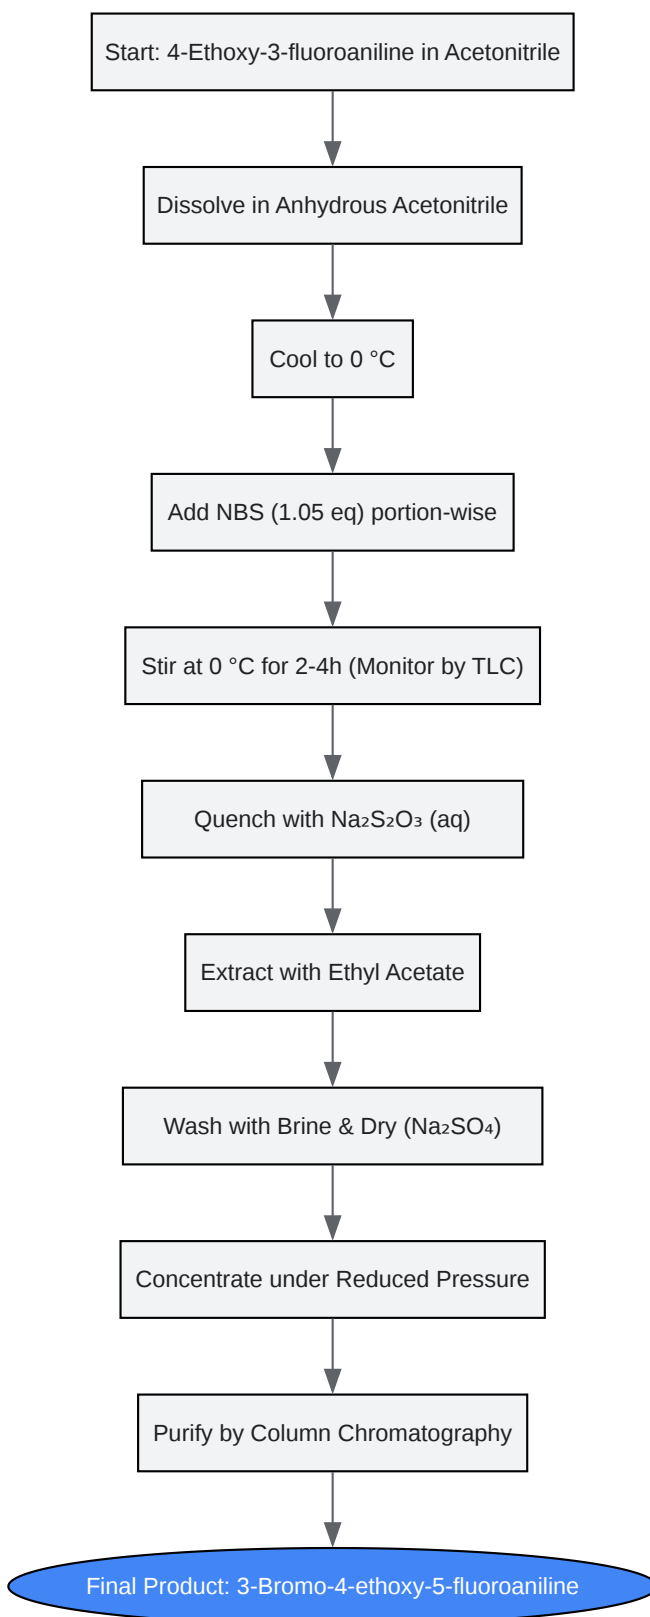 Start: 4-Ethoxy-3-fluoroaniline in Acetonitrile
Dissolve in Anhydrous Acetonitrile
Cool to 0 °C
Add NBS (1.05 eq) portion-wise
Stir at 0 °C for 2-4h (Monitor by TLC)
Quench with Na₂S₂O₃ (aq)
Extract with Ethyl Acetate
Wash with Brine & Dry (Na₂SO₄)
Concentrate under Reduced Pressure
Purify by Column Chromatography
Final Product: 3-Bromo-4-ethoxy-5-fluoroaniline